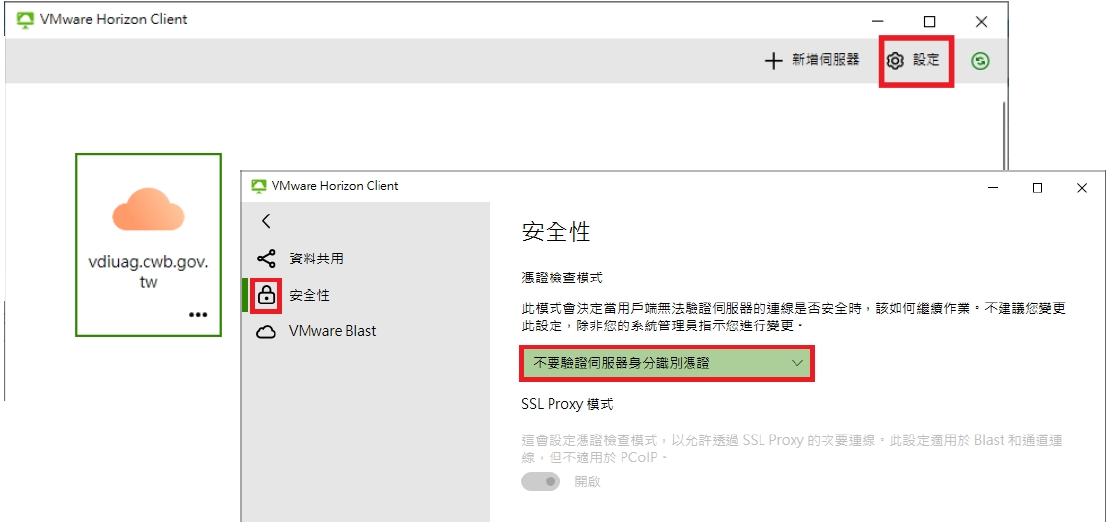 VMware Horizon Client
新增伺服器
設定
vdiuag.cwb.gov.
tw
VMware Horizon Client
資料共用
安全性
VMware Blast
安全性
憑證檢查模式
此模式會決定當用戶端無法驗證伺服器的連線是否安全時，該如何繼續作業。不建議您變更
此設定，除非您的系統管理員指示您進行變更。
不要驗證伺服器身分識別憑證
SSL Proxy 模式
這會設定憑證檢查模式，以允許透過 SSL Proxy 的次要連線。此設定適用於 Blast 和通道連
線，但不適用於 PCoIP。
開啟